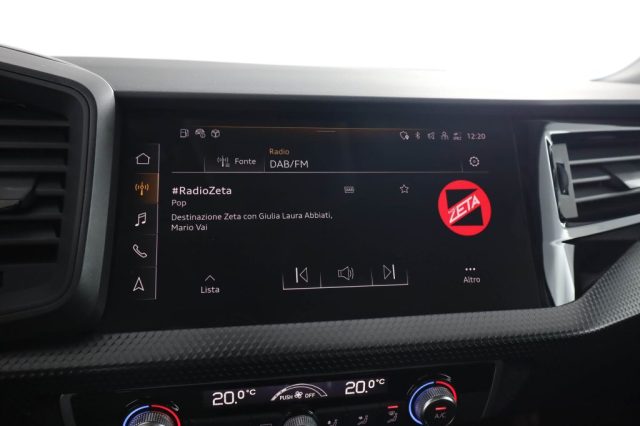 12:20
Radio
Fonte
DAB/FM
#RadioZeta
Pop
Destinazione Zeta con Giulia Laura Abbiati,
Mario Vai
ZETA
Lista
Altro
20.0°C
PUSH OFF
20.0°C
A/C